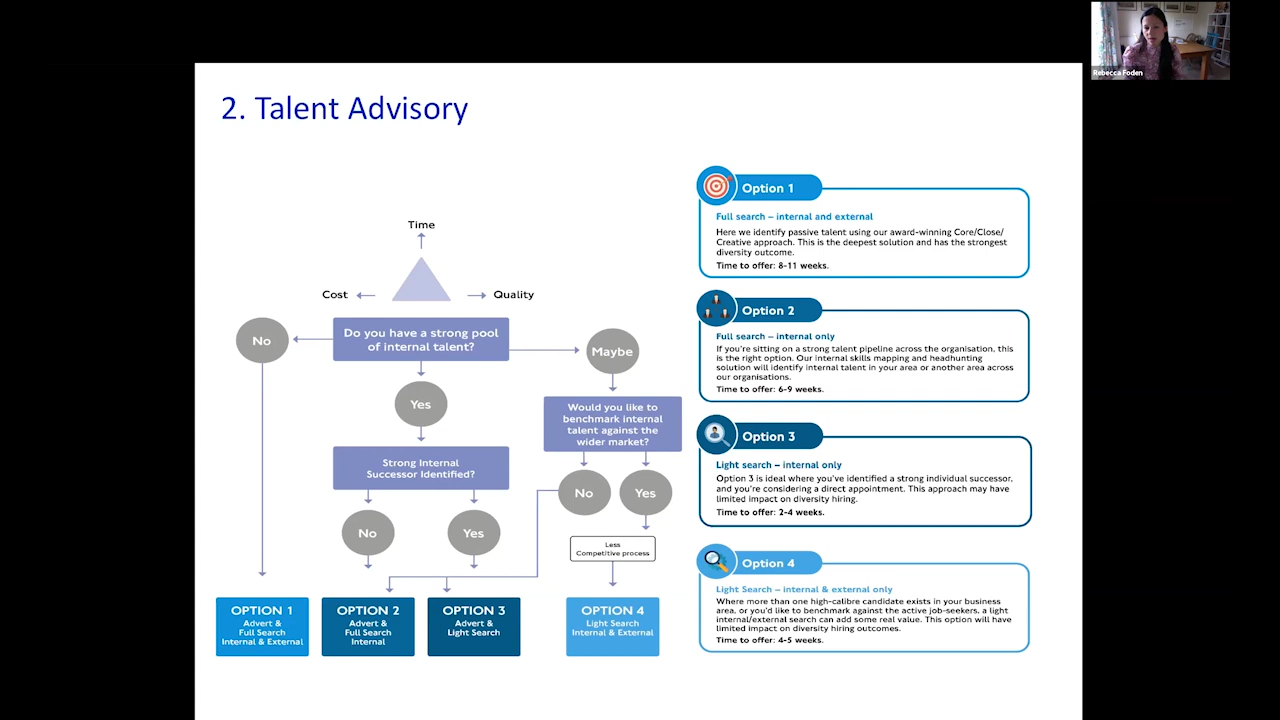 Rebecca Foden
2. Talent Advisory
Time
Cost
Quality
Do you have a strong pool
of internal talent?
No
Maybe
Yes
Would you like to
benchmark internal
talent against the
wider market?
Strong Internal
Successor Identified?
No
Yes
No
Yes
Less
Competitive process
OPTION 1
Advert &
Full Search
Internal & External
OPTION 2
Advert &
Full Search
Internal
OPTION 3
Advert &
Light Search
OPTION 4
Light Search
Internal & External
Option 1
Full search – internal and external
Here we identify passive talent using our award-winning Core/Close/
Creative approach. This is the deepest solution and has the strongest
diversity outcome.
Time to offer: 8-11 weeks.
Option 2
Full search – internal only
If you're sitting on a strong talent pipeline across the organisation, this
is the right option. Our internal skills mapping and headhunting
solution will identify internal talent in your area or another area across
our organisations.
Time to offer: 6-9 weeks.
Option 3
Light search – internal only
Option 3 is ideal where you've identified a strong individual successor,
and you're considering a direct appointment. This approach may have
limited impact on diversity hiring.
Time to offer: 2-4 weeks.
Option 4
Light Search – internal & external only
Where more than one high-calibre candidate exists in your business
area, or you'd like to benchmark against the active job-seekers, a light
internal/external search can add some real value. This option will have
limited impact on diversity hiring outcomes.
Time to offer: 4-5 weeks.